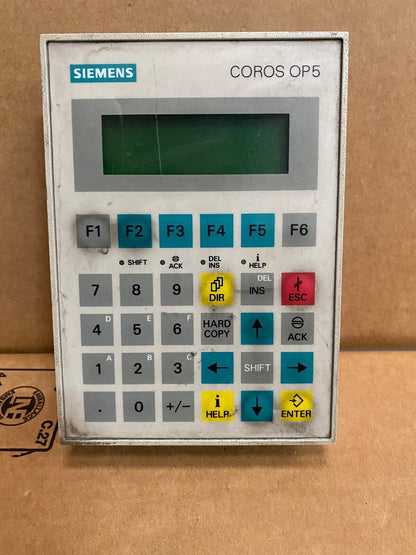 SIEMENS COROS OP5
F1 F2 F3 F4 F5 F6
SHIFT ACK DEL INS i HELP
7 8 9 DIR DEL INS ESC
4 D 5 E 6 F HARD COPY ACK
1 A 2 B 3 C SHIFT
. 0 +/- i HELP ENTER
C-27